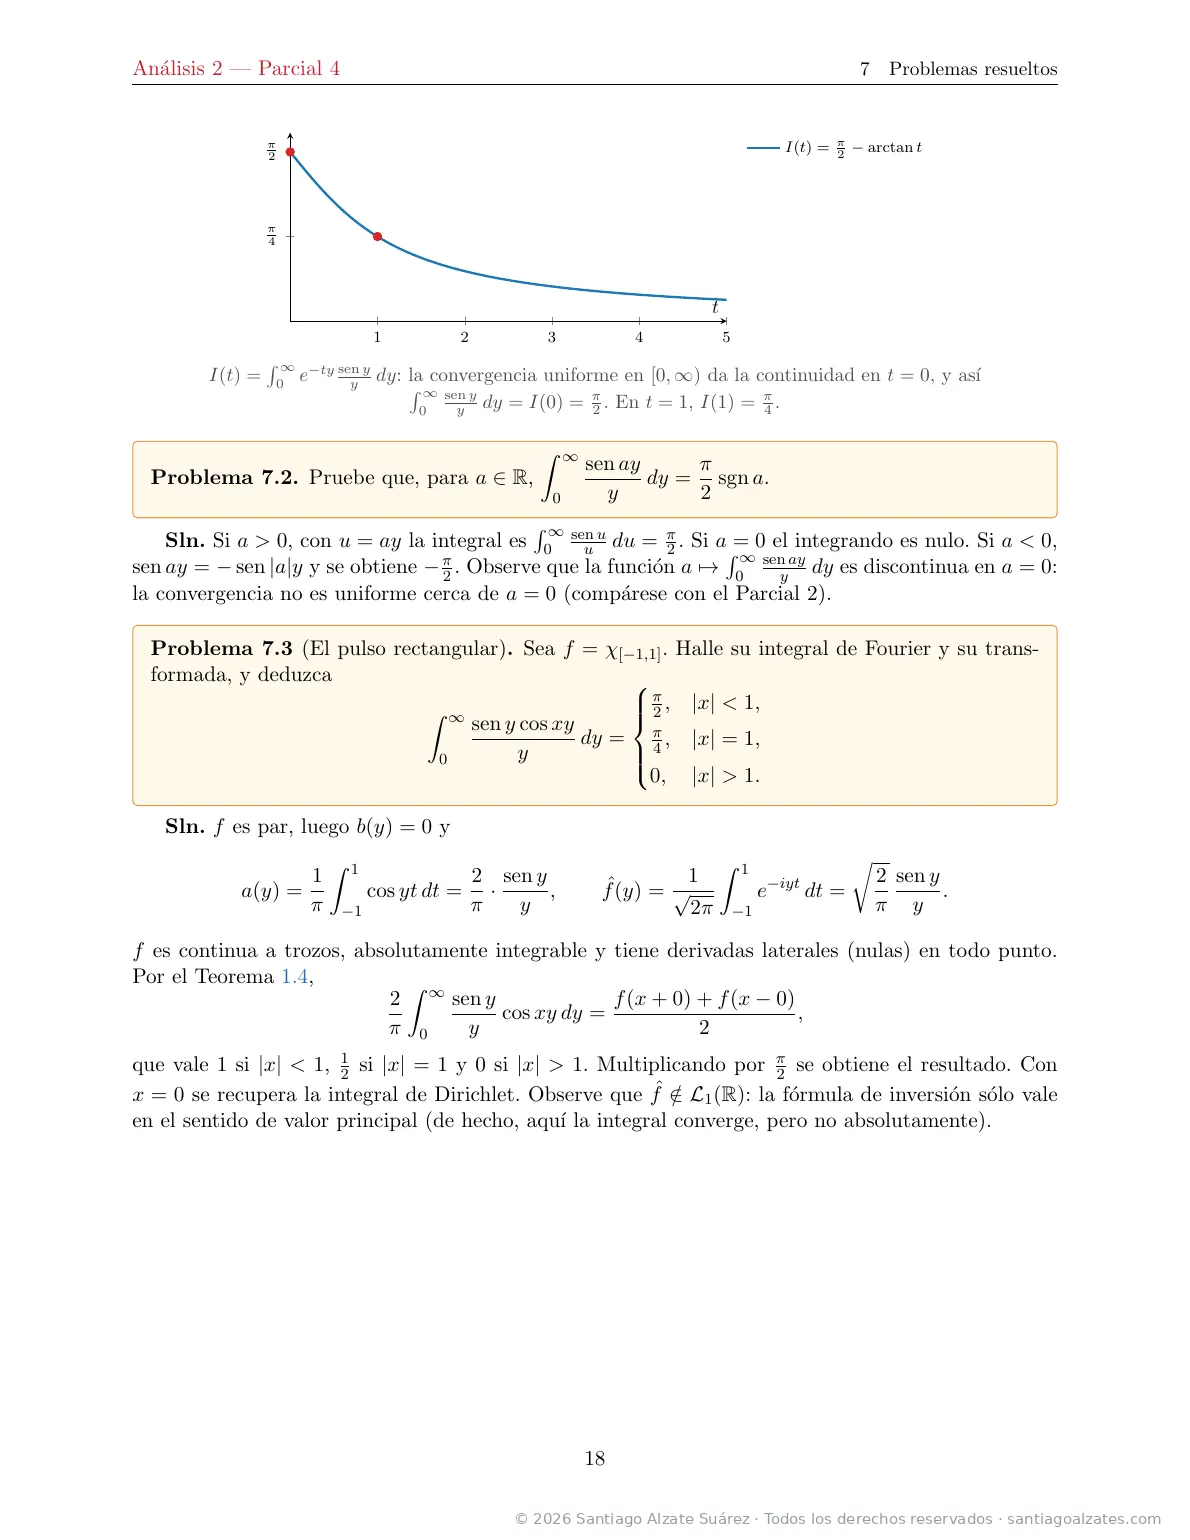 Análisis 2 — Parcial 4
7 Problemas resueltos
π/2
I(t) = π/2 − arctan t
π/4
t
1 2 3 4 5
I(t) = ∫₀^∞ e^{−ty} (sen y)/y dy: la convergencia uniforme en [0, ∞) da la continuidad en t = 0, y así
∫₀^∞ (sen y)/y dy = I(0) = π/2. En t = 1, I(1) = π/4.
Problema 7.2. Pruebe que, para a ∈ ℝ, ∫₀^∞ (sen ay)/y dy = π/2 sgn a.
Sln. Si a > 0, con u = ay la integral es ∫₀^∞ (sen u)/u du = π/2. Si a = 0 el integrando es nulo. Si a < 0,
sen ay = − sen |a|y y se obtiene −π/2. Observe que la función a ↦ ∫₀^∞ (sen ay)/y dy es discontinua en a = 0:
la convergencia no es uniforme cerca de a = 0 (compárese con el Parcial 2).
Problema 7.3 (El pulso rectangular). Sea f = χ_{[−1,1]}. Halle su integral de Fourier y su trans-
formada, y deduzca
∫₀^∞ (sen y cos xy)/y dy = { π/2, |x| < 1,
π/4, |x| = 1,
0, |x| > 1.
Sln. f es par, luego b(y) = 0 y
a(y) = 1/π ∫_{−1}^{1} cos yt dt = 2/π · (sen y)/y, f̂(y) = 1/√(2π) ∫_{−1}^{1} e^{−iyt} dt = √(2/π) (sen y)/y.
f es continua a trozos, absolutamente integrable y tiene derivadas laterales (nulas) en todo punto.
Por el Teorema 1.4,
2/π ∫₀^∞ (sen y)/y cos xy dy = (f(x + 0) + f(x − 0))/2,
que vale 1 si |x| < 1, 1/2 si |x| = 1 y 0 si |x| > 1. Multiplicando por π/2 se obtiene el resultado. Con
x = 0 se recupera la integral de Dirichlet. Observe que f̂ ∉ ℒ₁(ℝ): la fórmula de inversión sólo vale
en el sentido de valor principal (de hecho, aquí la integral converge, pero no absolutamente).
18
© 2026 Santiago Alzate Suárez · Todos los derechos reservados · santiagoalzates.com